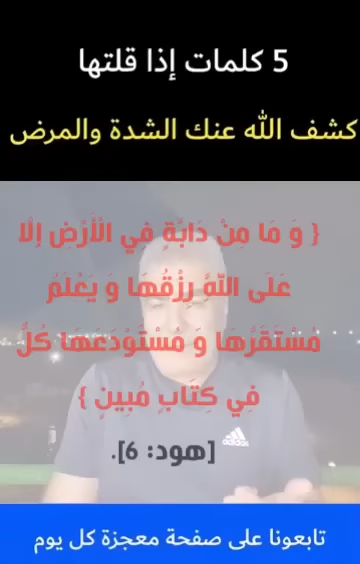 5 كلمات إذا قلتها
كشف الله عنك الشدة والمرض
{ وَ مَا مِنْ دَابَّةٍ فِي الْأَرْضِ إِلَّا
عَلَى اللَّهِ رِزْقُهَا وَ يَعْلَمُ
مُسْتَقَرَّهَا وَ مُسْتَوْدَعَهَا كُلٌّ
فِي كِتَابٍ مُبِينٍ }
[هود: 6].
adidas
تابعونا على صفحة معجزة كل يوم